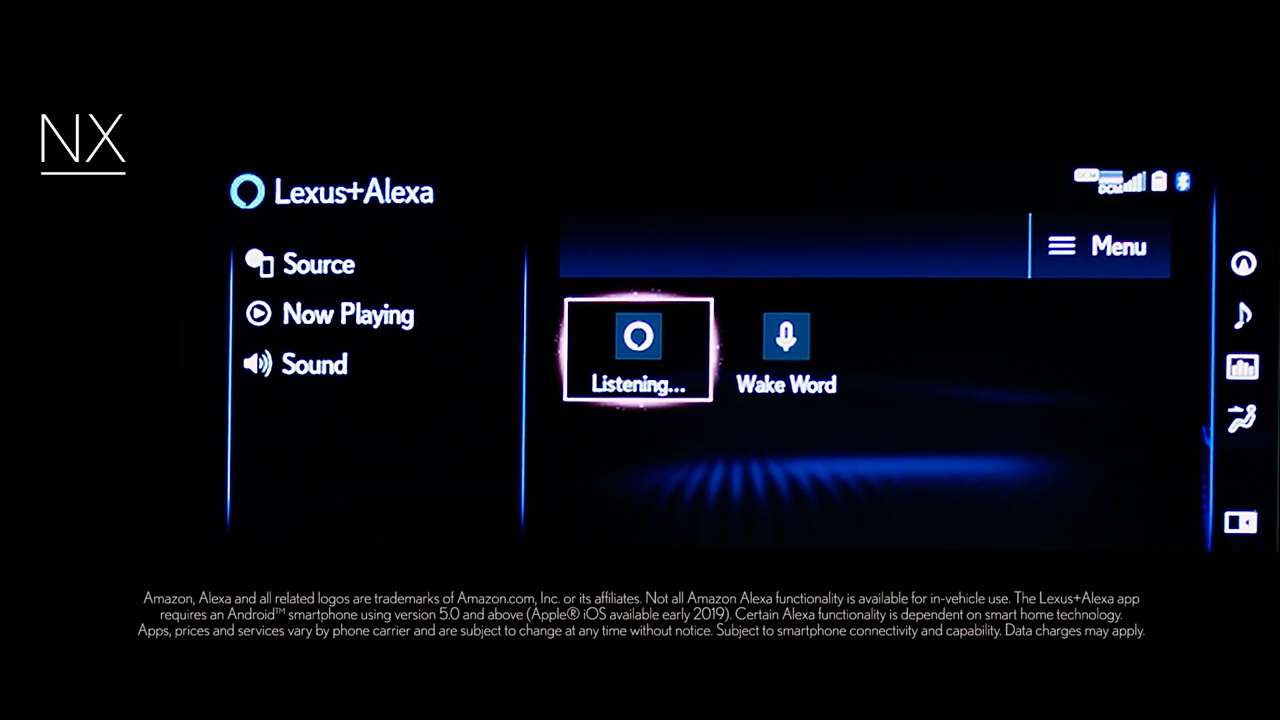 NX
Lexus+Alexa
DCM
DCM
Source
Now Playing
Sound
Menu
Listening...
Wake Word
Amazon, Alexa and all related logos are trademarks of Amazon.com, Inc. or its affiliates. Not all Amazon Alexa functionality is available for in-vehicle use. The Lexus+Alexa app
requires an Android™ smartphone using version 5.0 and above (Apple® iOS available early 2019). Certain Alexa functionality is dependent on smart home technology.
Apps, prices and services vary by phone carrier and are subject to change at any time without notice. Subject to smartphone connectivity and capability. Data charges may apply.